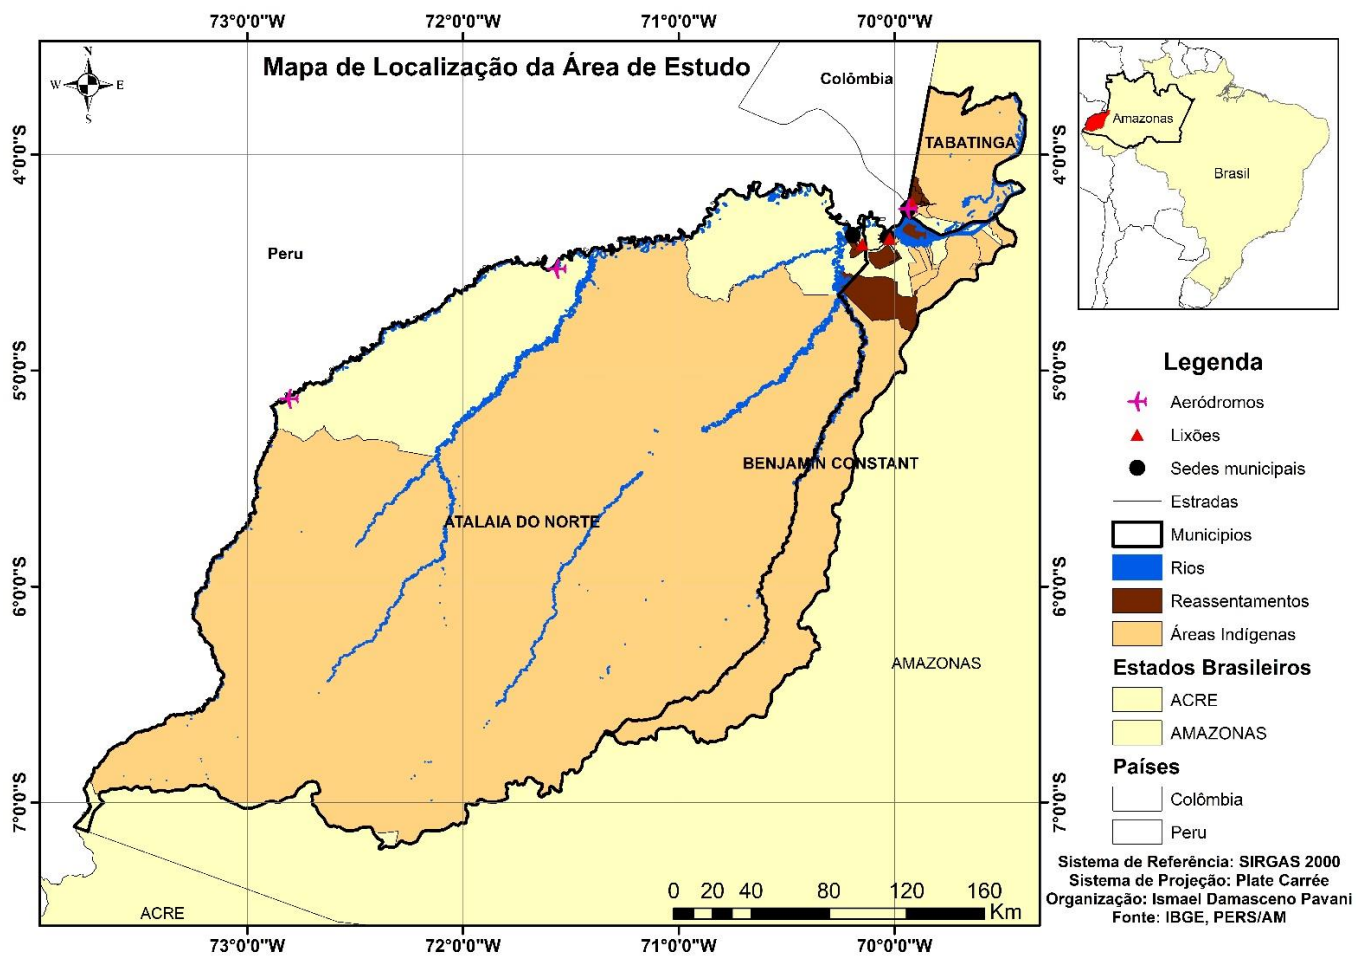 73°0'0"W
72°0'0"W
71°0'0"W
70°0'0"W
N
W E
S
Mapa de Localização da Área de Estudo
Colômbia
TABATINGA
4°0'0"S
4°0'0"S
Peru
5°0'0"S
5°0'0"S
BENJAMIN CONSTANT
ATALAIA DO NORTE
6°0'0"S
6°0'0"S
AMAZONAS
7°0'0"S
7°0'0"S
ACRE
0 20 40 80 120 160
Km
73°0'0"W
72°0'0"W
71°0'0"W
70°0'0"W
Amazonas
Brasil
Legenda
Aeródromos
Lixões
Sedes municipais
Estradas
Municipios
Rios
Reassentamentos
Áreas Indígenas
Estados Brasileiros
ACRE
AMAZONAS
Países
Colômbia
Peru
Sistema de Referência: SIRGAS 2000
Sistema de Projeção: Plate Carrée
Organização: Ismael Damasceno Pavani
Fonte: IBGE, PERS/AM